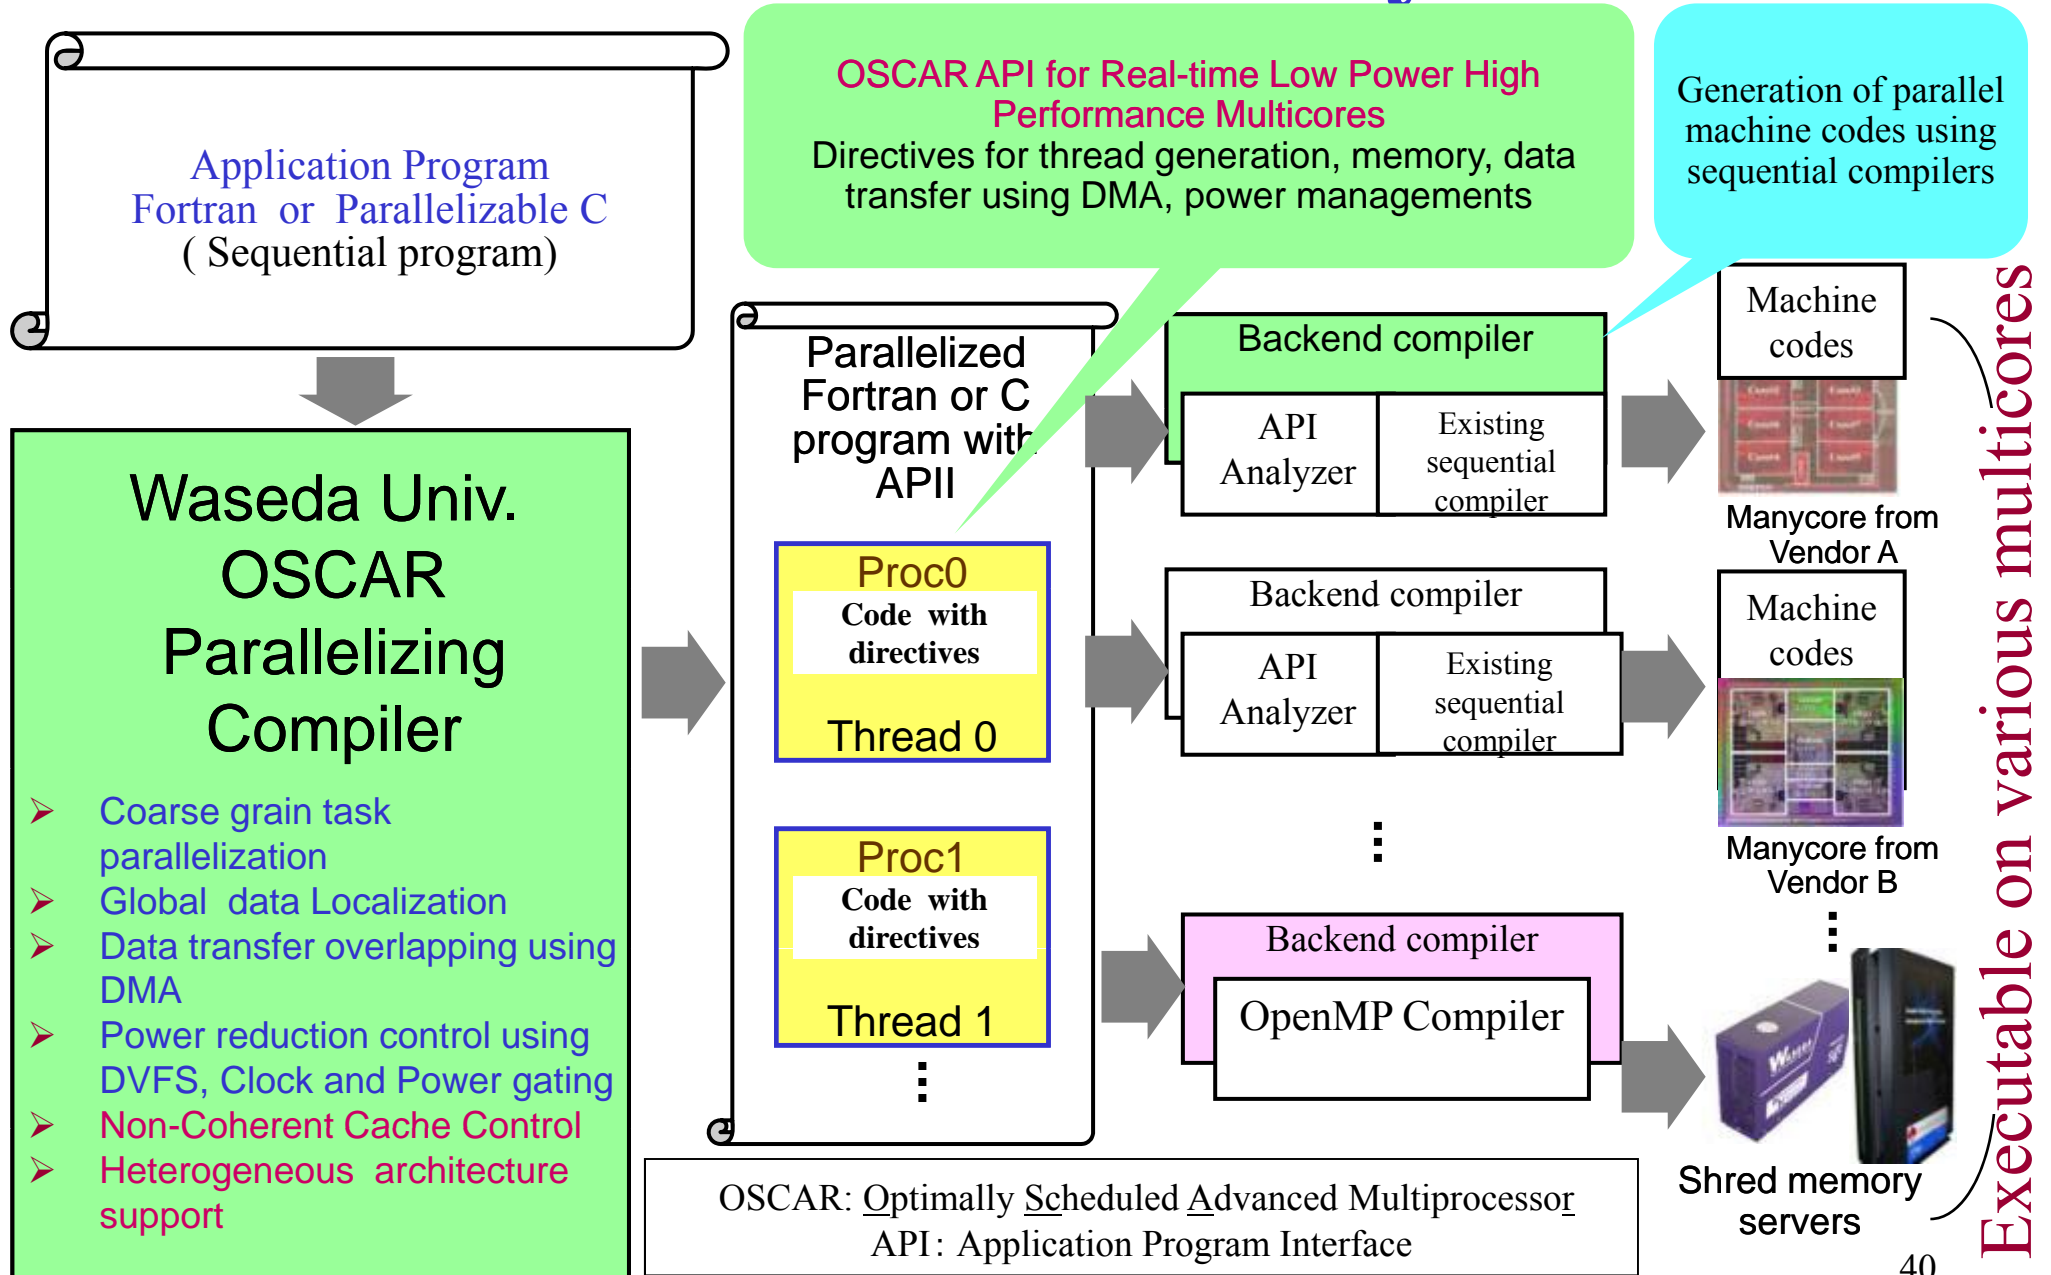 Application Program
Fortran or Parallelizable C
( Sequential program)
OSCAR API for Real-time Low Power High
Performance Multicores
Directives for thread generation, memory, data
transfer using DMA, power managements
Generation of parallel
machine codes using
sequential compilers
Waseda Univ.
OSCAR
Parallelizing
Compiler
➢ Coarse grain task
parallelization
➢ Global data Localization
➢ Data transfer overlapping using
DMA
➢ Power reduction control using
DVFS, Clock and Power gating
➢ Non-Coherent Cache Control
➢ Heterogeneous architecture
support
Parallelized
Fortran or C
program with
APII
Proc0
Code with
directives
Thread 0
Proc1
Code with
directives
Thread 1
⋮
Backend compiler
API
Analyzer
Existing
sequential
compiler
Backend compiler
API
Analyzer
Existing
sequential
compiler
⋮
Backend compiler
OpenMP Compiler
Machine
codes
Manycore from
Vendor A
Machine
codes
Manycore from
Vendor B
⋮
Shred memory
servers
Executable on various multicores
OSCAR: Optimally Scheduled Advanced Multiprocessor
API: Application Program Interface
40